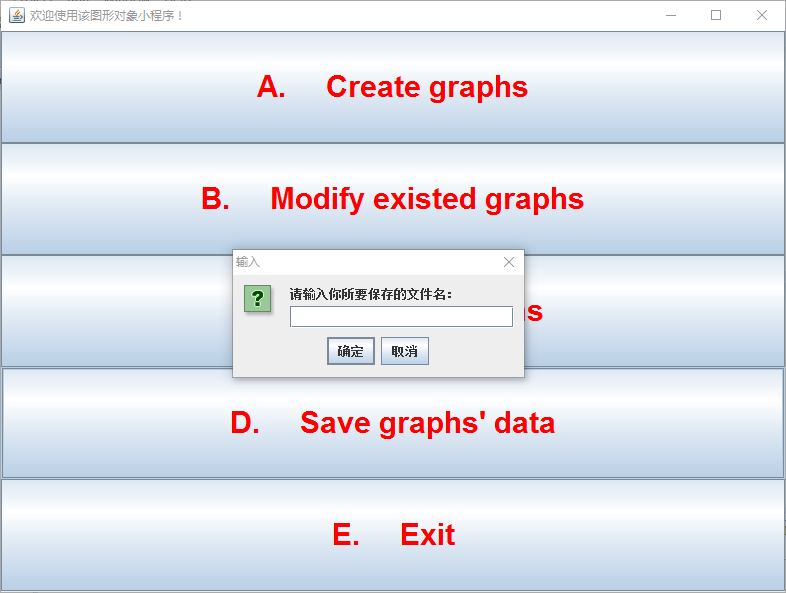 欢迎使用该图形对象小程序！
A. Create graphs
B. Modify existed graphs
输入
?
请输入你所要保存的文件名：
确定 取消
D. Save graphs' data
E. Exit